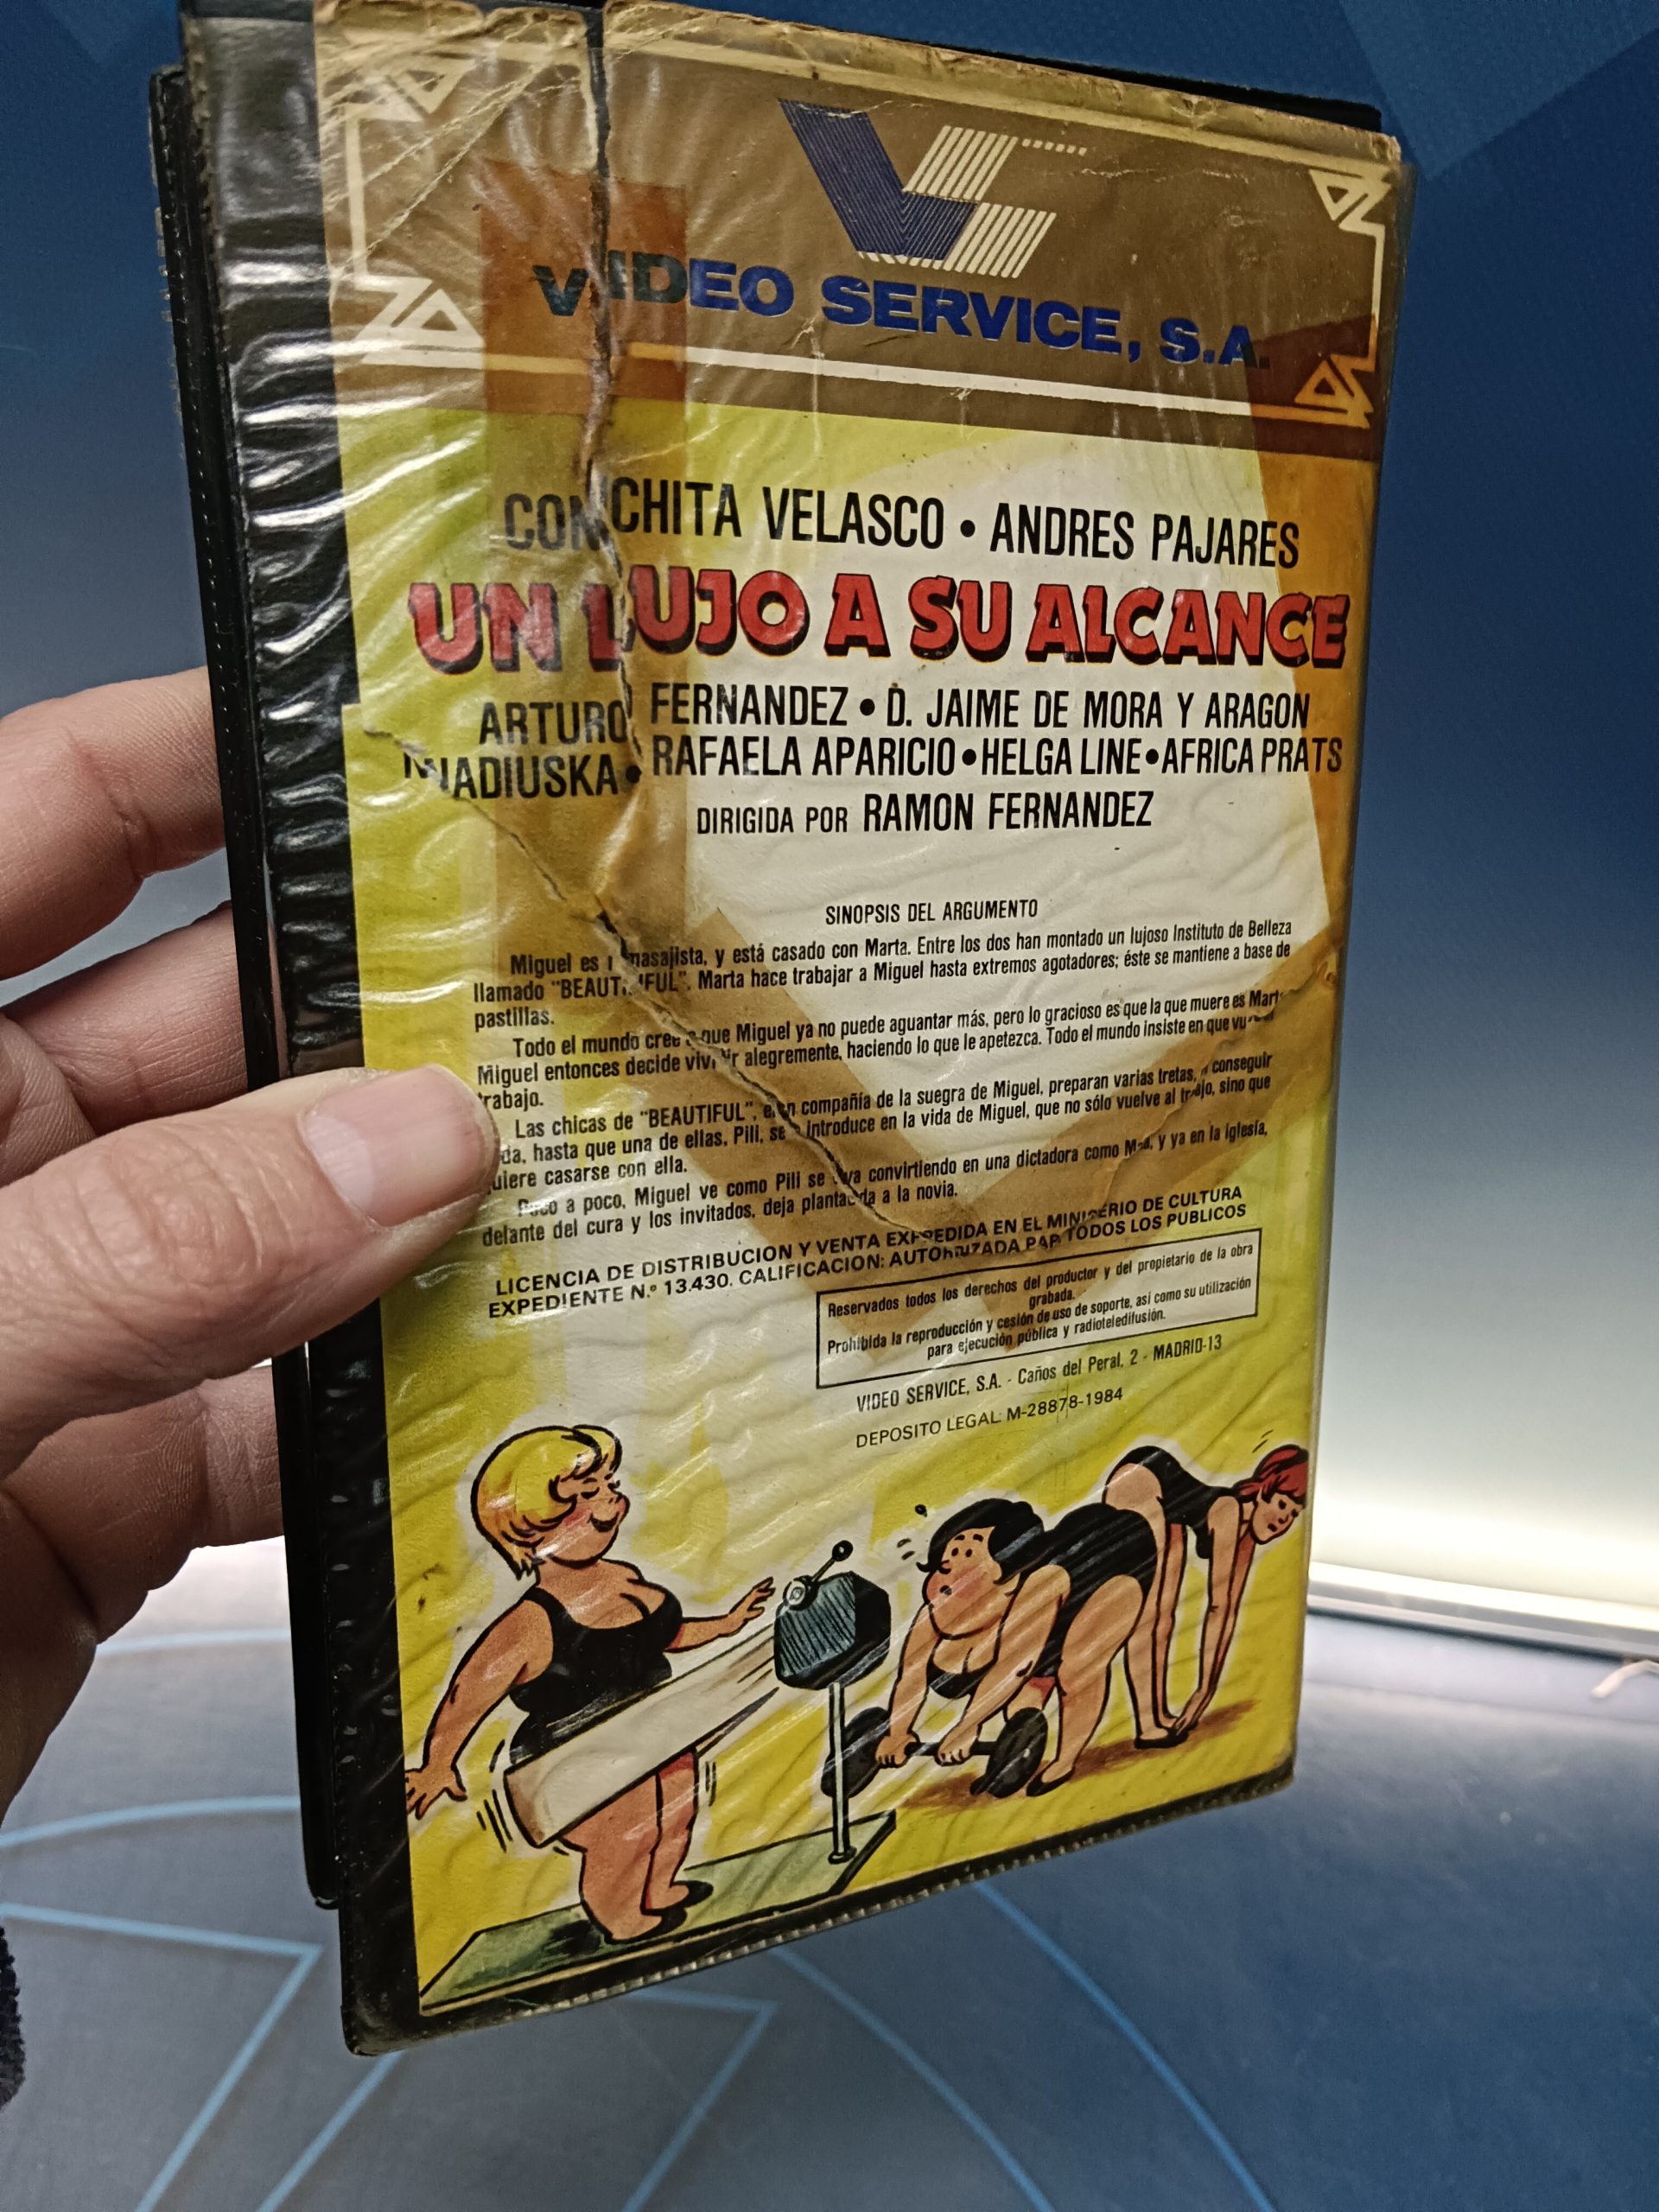 VIDEO SERVICE, S.A.
CONCHITA VELASCO • ANDRES PAJARES
UN LUJO A SU ALCANCE
ARTURO FERNANDEZ • D. JAIME DE MORA Y ARAGON
NADIUSKA • RAFAELA APARICIO • HELGA LINE • AFRICA PRATS
DIRIGIDA POR RAMON FERNANDEZ
SINOPSIS DEL ARGUMENTO
Miguel es masajista, y está casado con Marta. Entre los dos han montado un lujoso Instituto de Belleza
llamado "BEAUTIFUL". Marta hace trabajar a Miguel hasta extremos agotadores; éste se mantiene a base de
pastillas.
Todo el mundo cree que Miguel ya no puede aguantar más, pero lo gracioso es que la que muere es Marta
Miguel entonces decide vivir alegremente, haciendo lo que le apetezca. Todo el mundo insiste en que
trabajo.
Las chicas de "BEAUTIFUL", en compañía de la suegra de Miguel, preparan varias tretas, conseguir
hasta que una de ellas, Pili, se introduce en la vida de Miguel, que no sólo vuelve al trabajo, sino que
quiere casarse con ella.
Poco a poco, Miguel ve como Pili se va convirtiendo en una dictadora como y ya en la iglesia,
delante del cura y los invitados, deja plantada a la novia.
LICENCIA DE DISTRIBUCION Y VENTA EXPEDIDA EN EL MINISTERIO DE CULTURA
EXPEDIENTE N.º 13.430. CALIFICACION: AUTORIZADA PARA TODOS LOS PUBLICOS
Reservados todos los derechos del productor y del propietario de la obra
grabada.
Prohibida la reproducción y cesión de uso de soporte, así como su utilización
para ejecución pública y radioteledifusión.
VIDEO SERVICE, S.A. - Caños del Peral, 2 - MADRID-13
DEPOSITO LEGAL: M-28878-1984